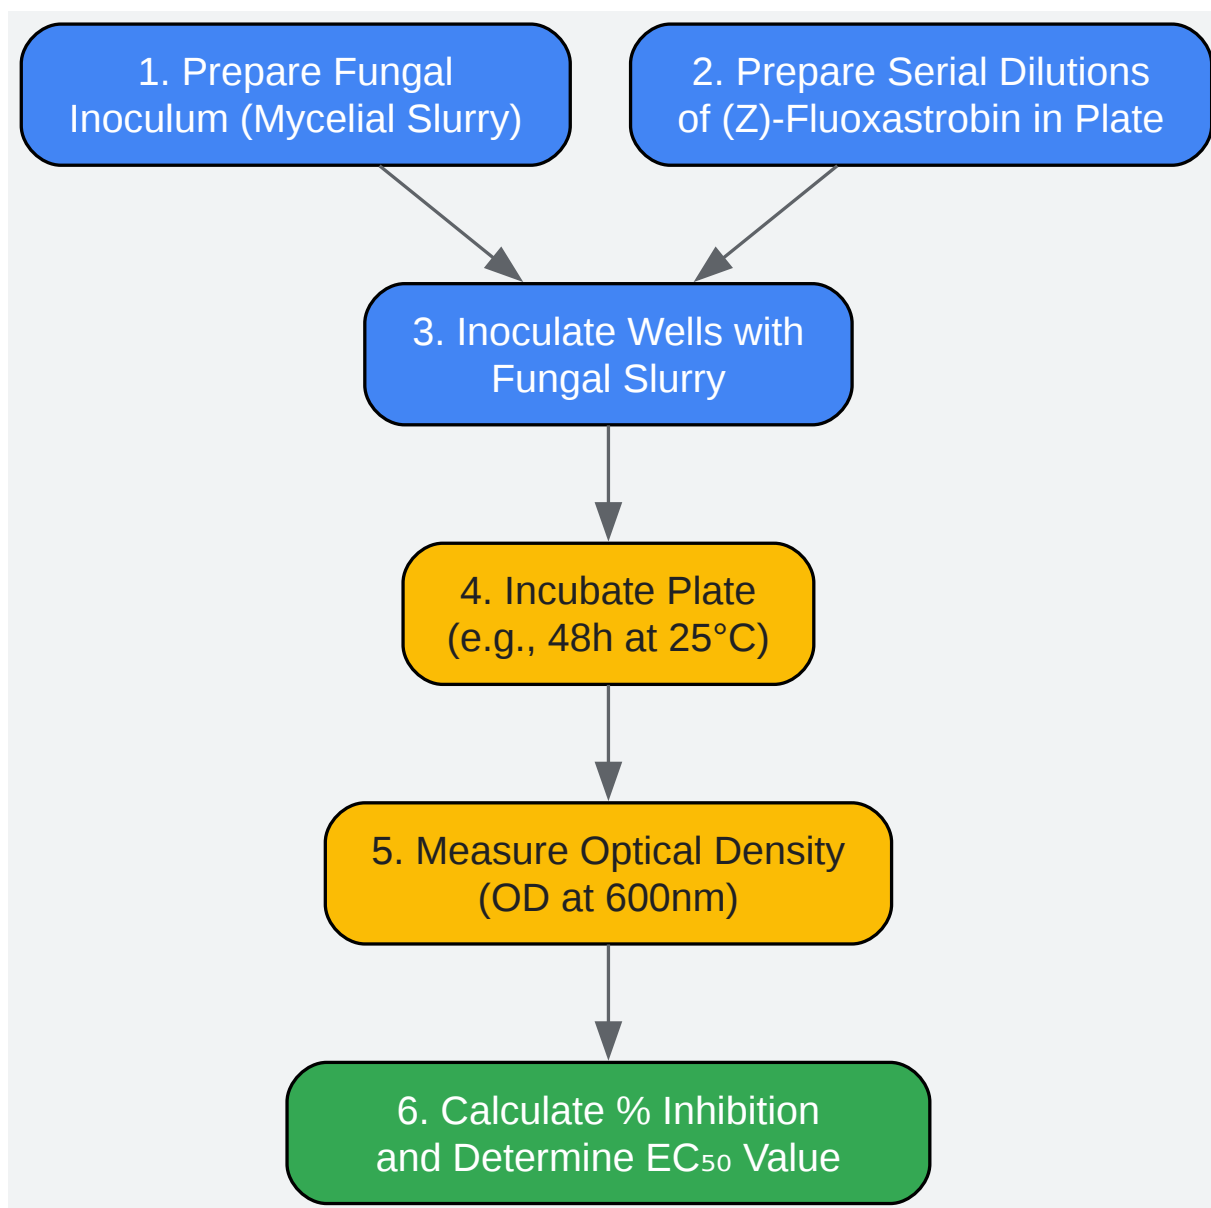 1. Prepare Fungal
Inoculum (Mycelial Slurry)
2. Prepare Serial Dilutions
of (Z)-Fluoxastrobin in Plate
3. Inoculate Wells with
Fungal Slurry
4. Incubate Plate
(e.g., 48h at 25°C)
5. Measure Optical Density
(OD at 600nm)
6. Calculate % Inhibition
and Determine EC₅₀ Value